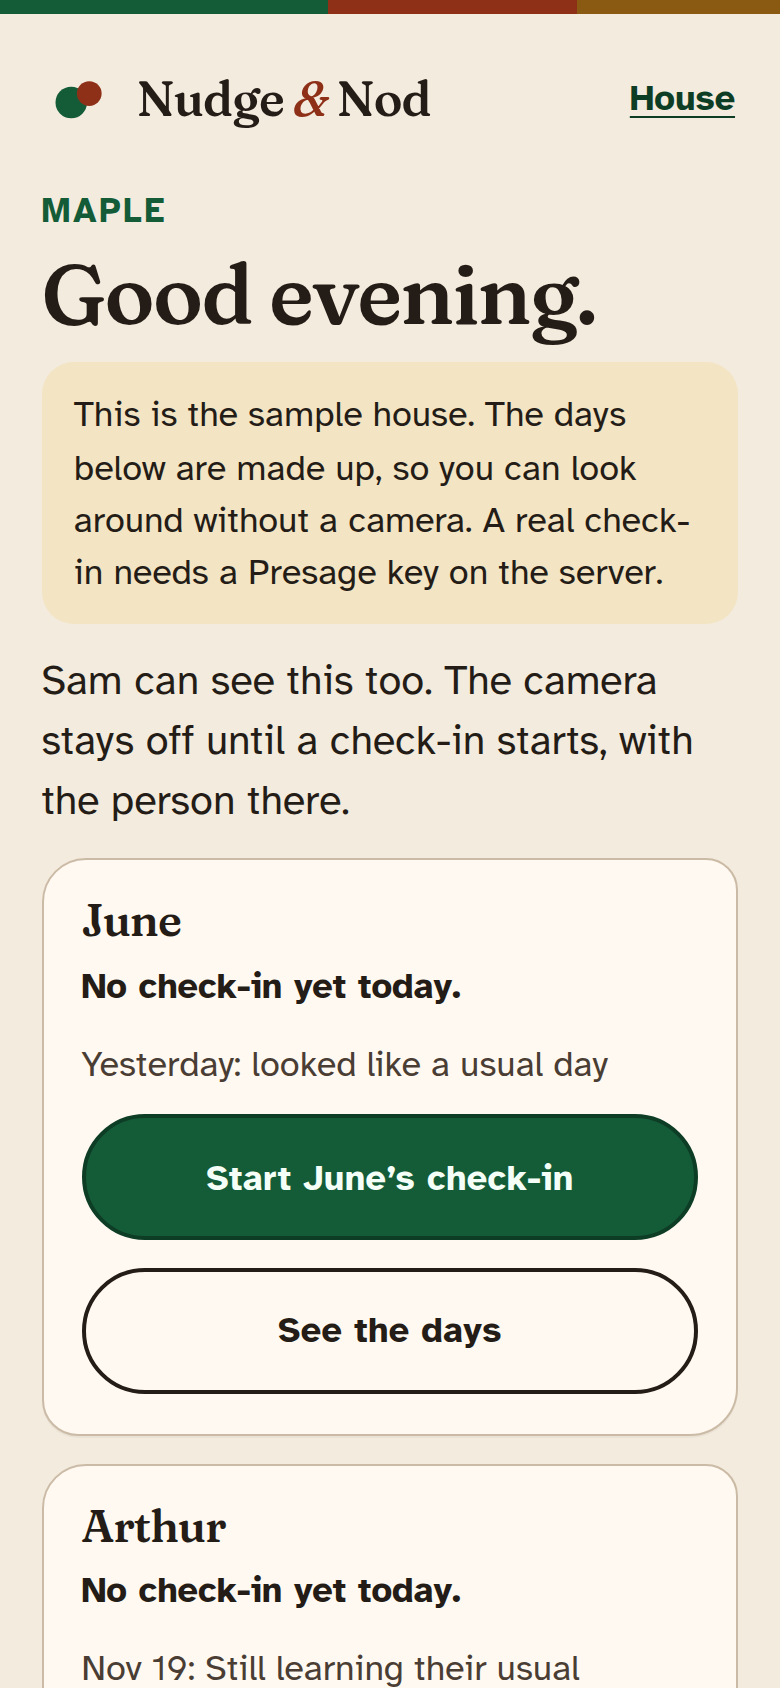 Nudge & Nod
House
MAPLE
Good evening.
This is the sample house. The days
below are made up, so you can look
around without a camera. A real check-
in needs a Presage key on the server.
Sam can see this too. The camera
stays off until a check-in starts, with
the person there.
June
No check-in yet today.
Yesterday: looked like a usual day
Start June’s check-in
See the days
Arthur
No check-in yet today.
Nov 19: Still learning their usual